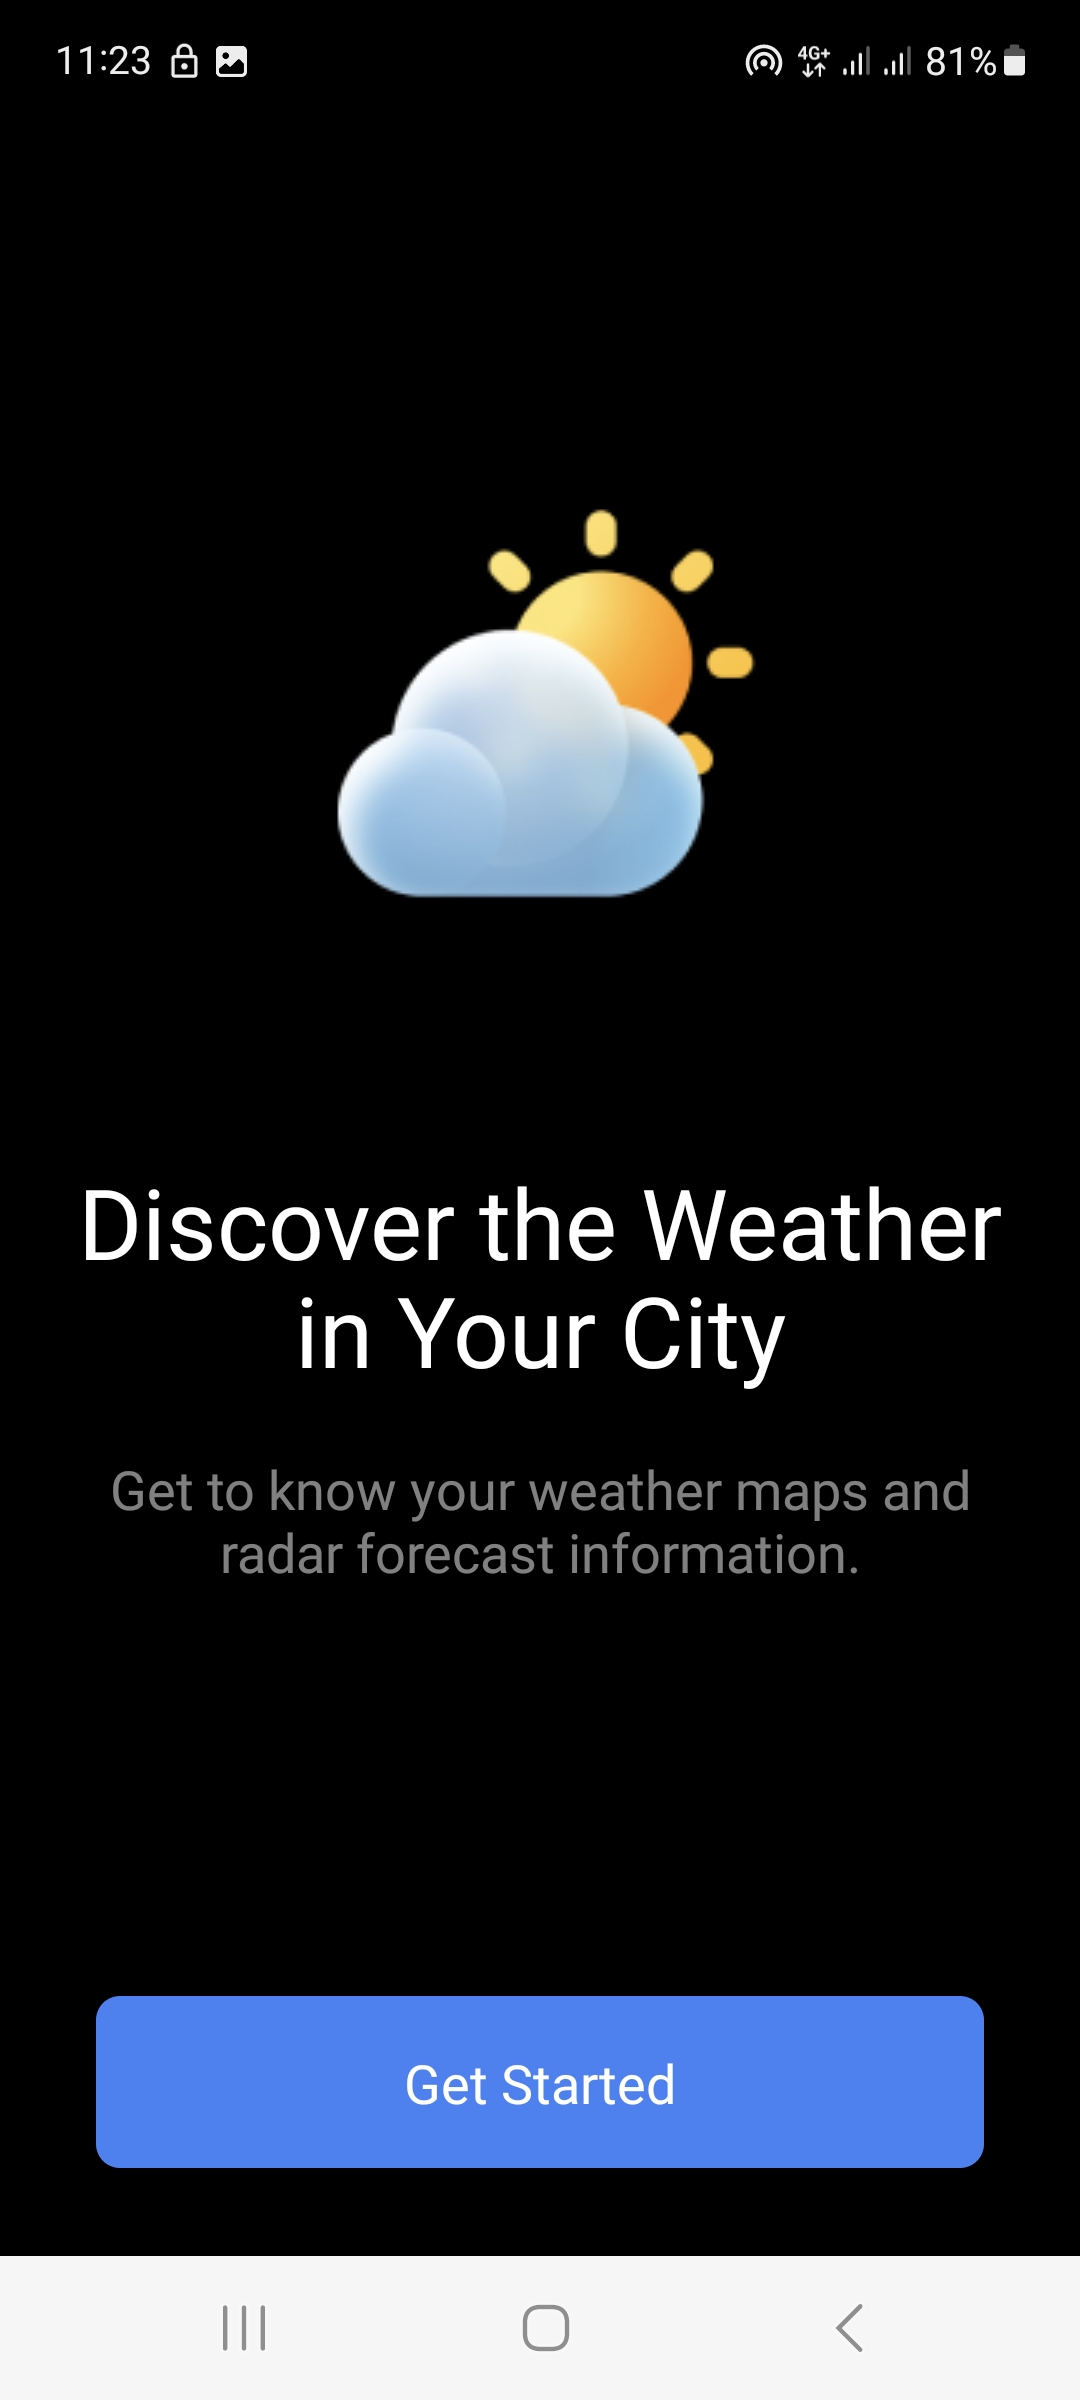 11:23 4G+ 81%
Discover the Weather
in Your City
Get to know your weather maps and
radar forecast information.
Get Started